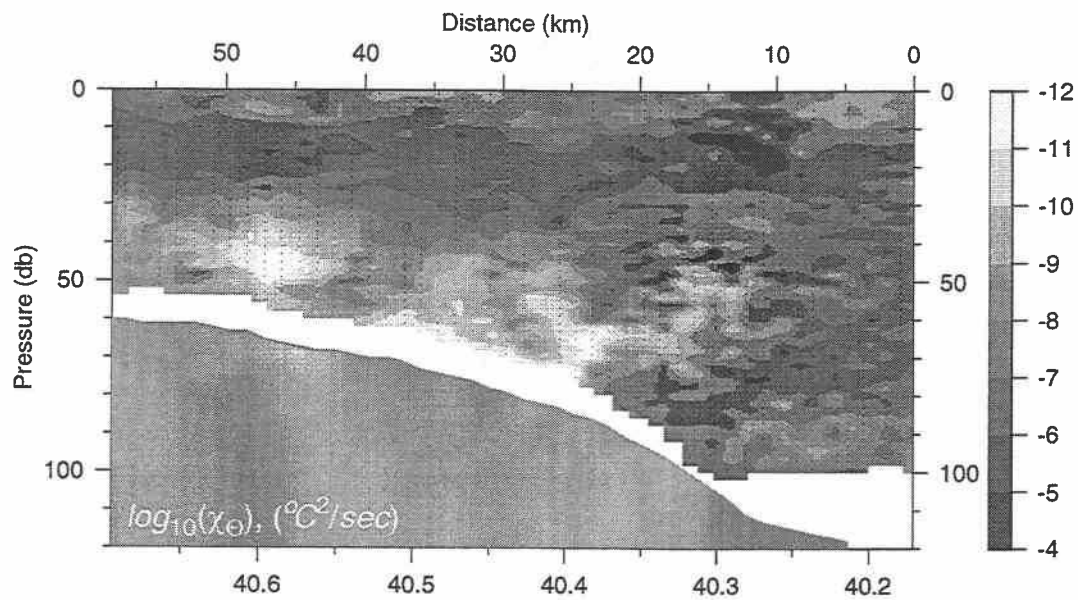 Distance (km)
50 40 30 20 10 0
0 0 -12
-11
-10
-9
50 50 -8
-7
-6
100 100 -5
-4
Pressure (db)
log10(χΘ), (°C2/sec)
40.6 40.5 40.4 40.3 40.2